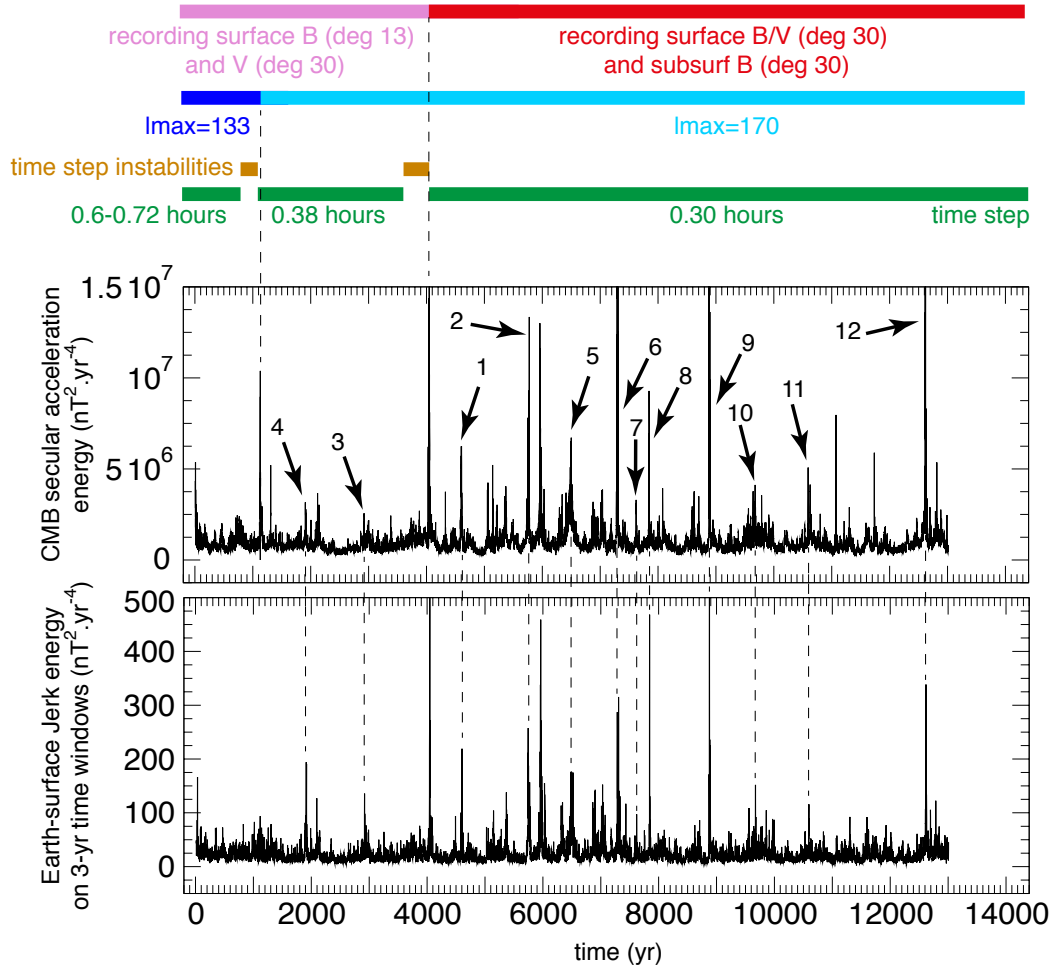 recording surface B (deg 13)
and V (deg 30)
recording surface B/V (deg 30)
and subsurf B (deg 30)
lmax=133
lmax=170
time step instabilities
0.6-0.72 hours
0.38 hours
0.30 hours
time step
CMB secular acceleration
energy (nT².yr⁻⁴)
1.5 10⁷
10⁷
5 10⁶
0
4
3
1
2
5
6
7
8
9
10
11
12
Earth-surface Jerk energy
on 3-yr time windows (nT².yr⁻⁴)
500
400
300
200
100
0
0
2000
4000
6000
8000
10000
12000
14000
time (yr)